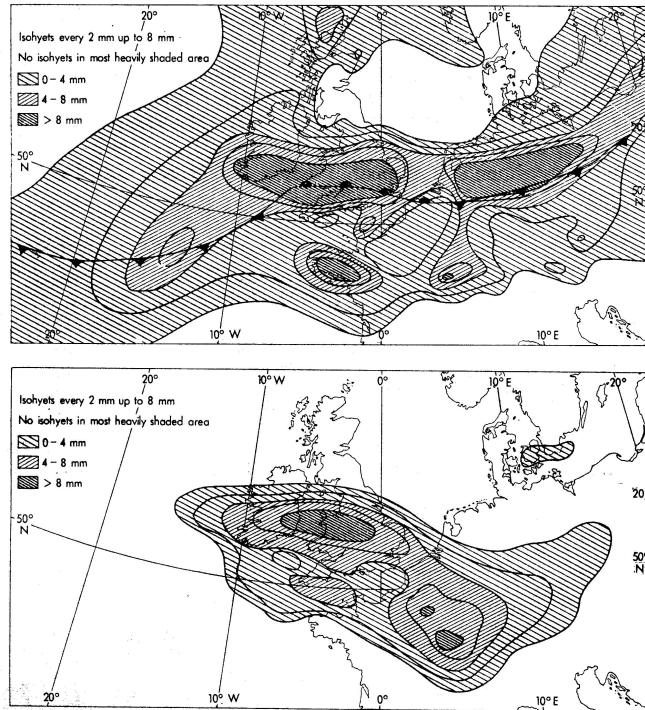 20°
10° W
0°
10° E
20°
Isohyets every 2 mm up to 8 mm
No isohyets in most heavily shaded area
0–4 mm
4–8 mm
> 8 mm
50°
N
20°
50°
N
20°
10° W
0°
10° E
20°
10° W
0°
10° E
20°
Isohyets every 2 mm up to 8 mm
No isohyets in most heavily shaded area
0–4 mm
4–8 mm
> 8 mm
50°
N
20°
50°
N
20°
10° W
0°
10° E